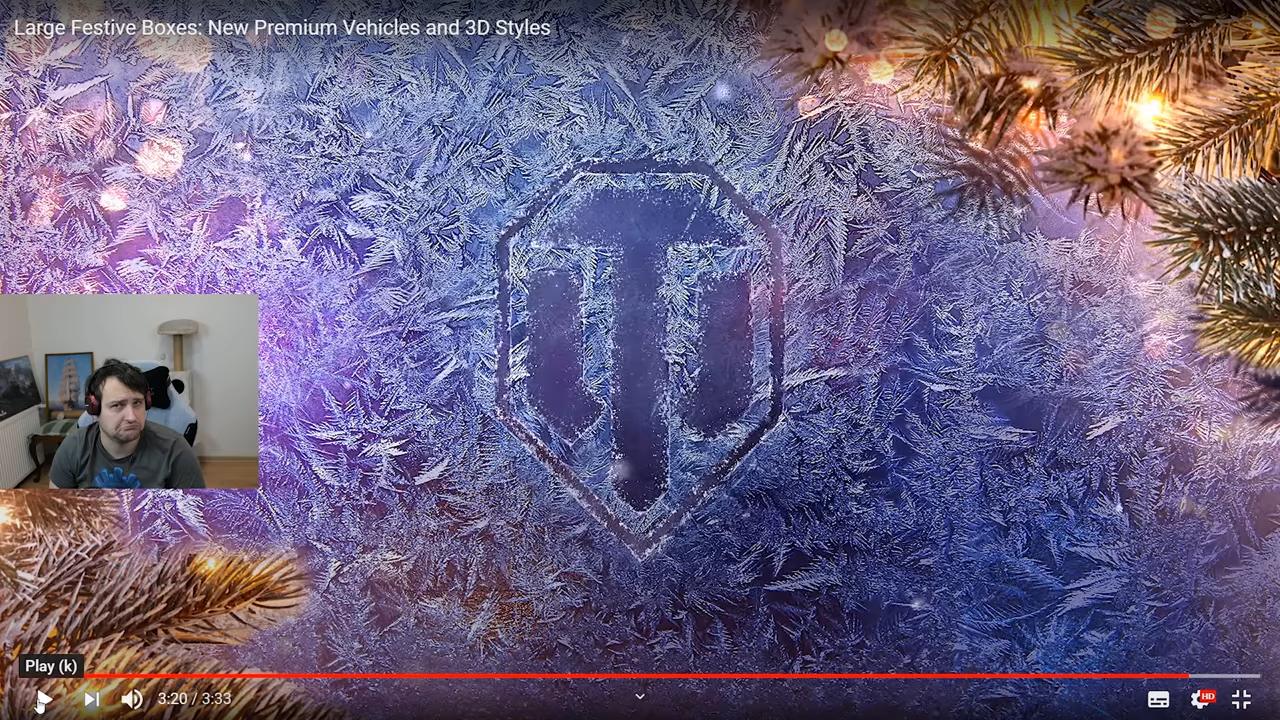 Large Festive Boxes: New Premium Vehicles and 3D Styles
Play (k)
3:20 / 3:33
HD